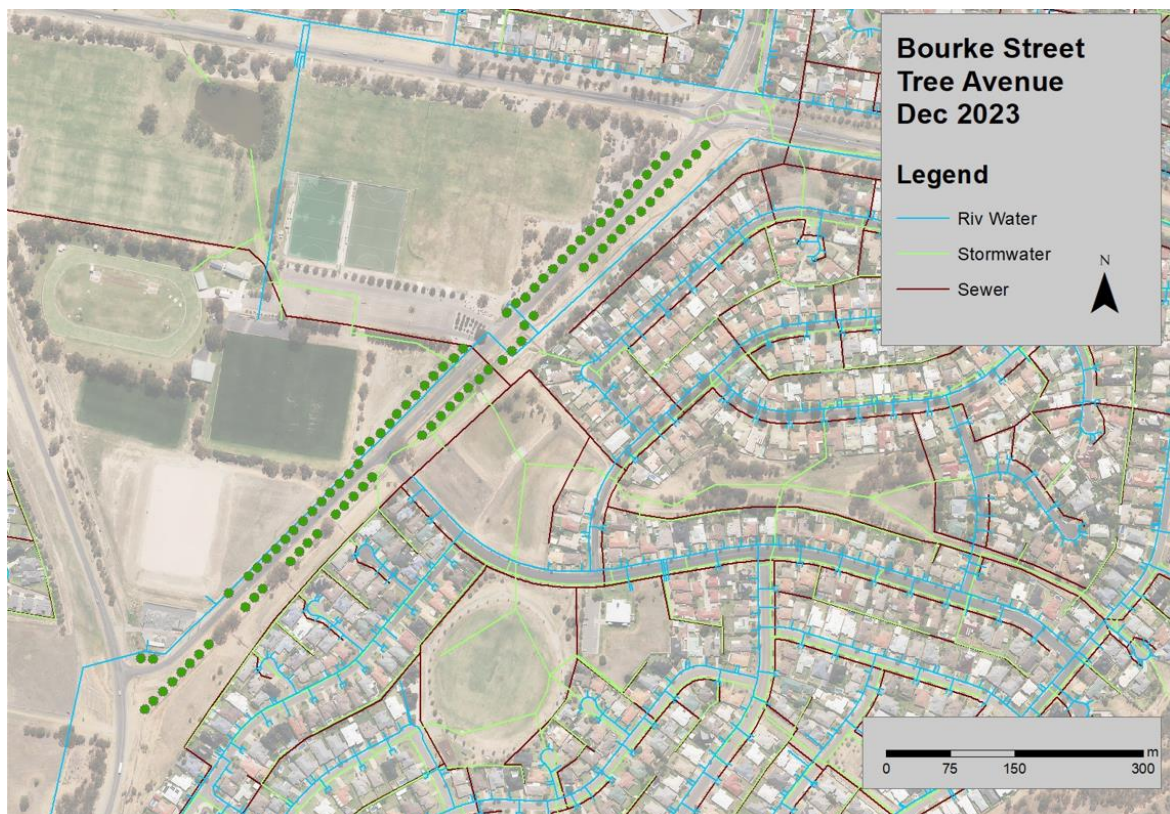 Bourke Street
Tree Avenue
Dec 2023
Legend
Riv Water
Stormwater
Sewer
N
m
0 75 150 300